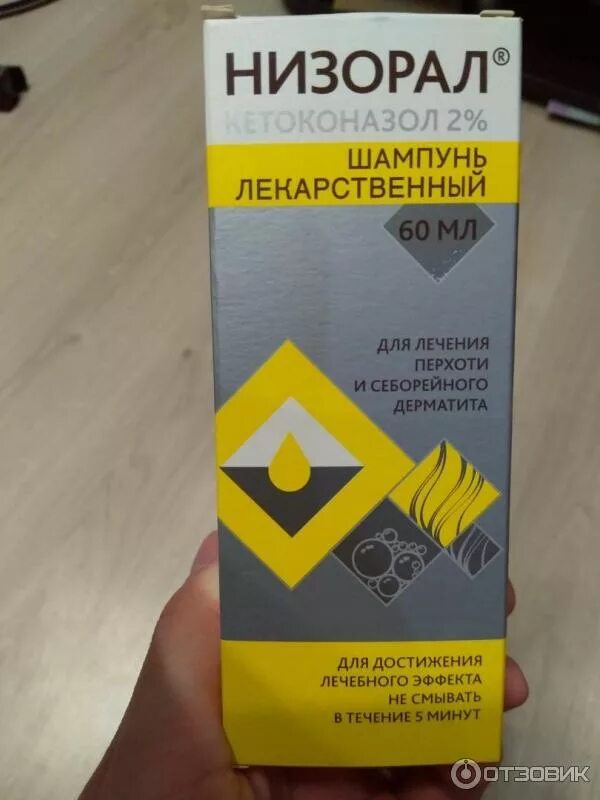 НИЗОРАЛ®
КЕТОКОНАЗОЛ 2%
ШАМПУНЬ
ЛЕКАРСТВЕННЫЙ
60 МЛ
ДЛЯ ЛЕЧЕНИЯ
ПЕРХОТИ
И СЕБОРЕЙНОГО
ДЕРМАТИТА
ДЛЯ ДОСТИЖЕНИЯ
ЛЕЧЕБНОГО ЭФФЕКТА
НЕ СМЫВАТЬ
В ТЕЧЕНИЕ 5 МИНУТ
ОТЗОВИК